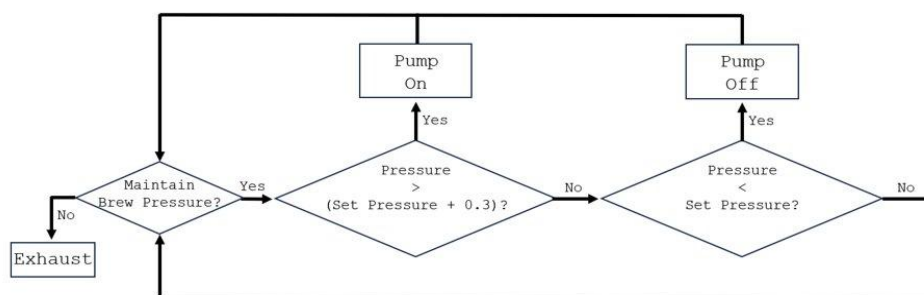 Pump
On
Pump
Off
Yes
Yes
Maintain
Brew Pressure?
Yes
Pressure
>
(Set Pressure + 0.3)?
No
Pressure
<
Set Pressure?
No
No
Exhaust